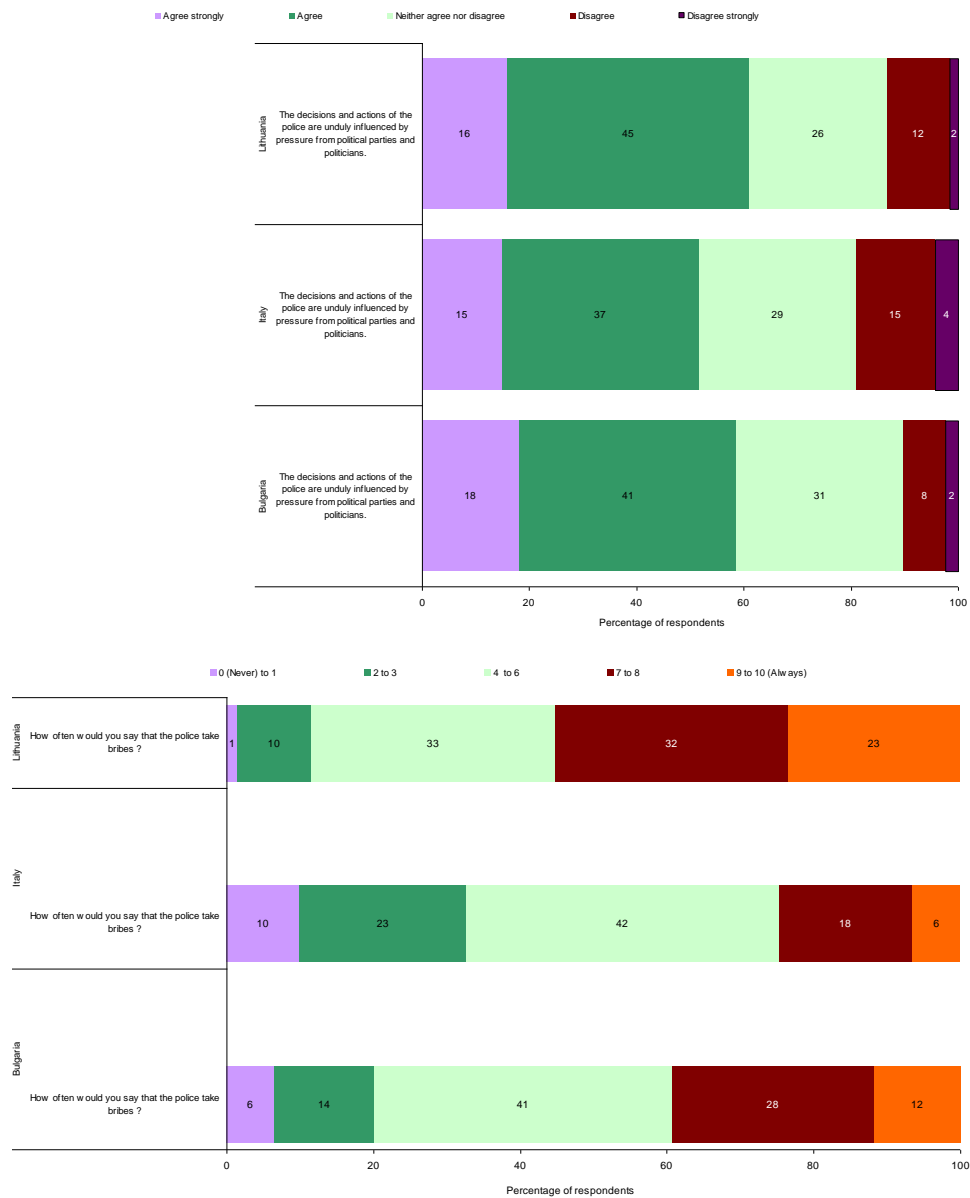 Agree strongly Agree Neither agree nor disagree Disagree Disagree strongly
Lithuania
The decisions and actions of the
police are unduly influenced by
pressure from political parties and
politicians.
16 45 26 12 2
Italy
The decisions and actions of the
police are unduly influenced by
pressure from political parties and
politicians.
15 37 29 15 4
Bulgaria
The decisions and actions of the
police are unduly influenced by
pressure from political parties and
politicians.
18 41 31 8 2
0 20 40 60 80 100
Percentage of respondents
0 (Never) to 1 2 to 3 4 to 6 7 to 8 9 to 10 (Always)
Lithuania
How often would you say that the police take
bribes ?
1 10 33 32 23
Italy
How often would you say that the police take
bribes ?
10 23 42 18 6
Bulgaria
How often would you say that the police take
bribes ?
6 14 41 28 12
0 20 40 60 80 100
Percentage of respondents